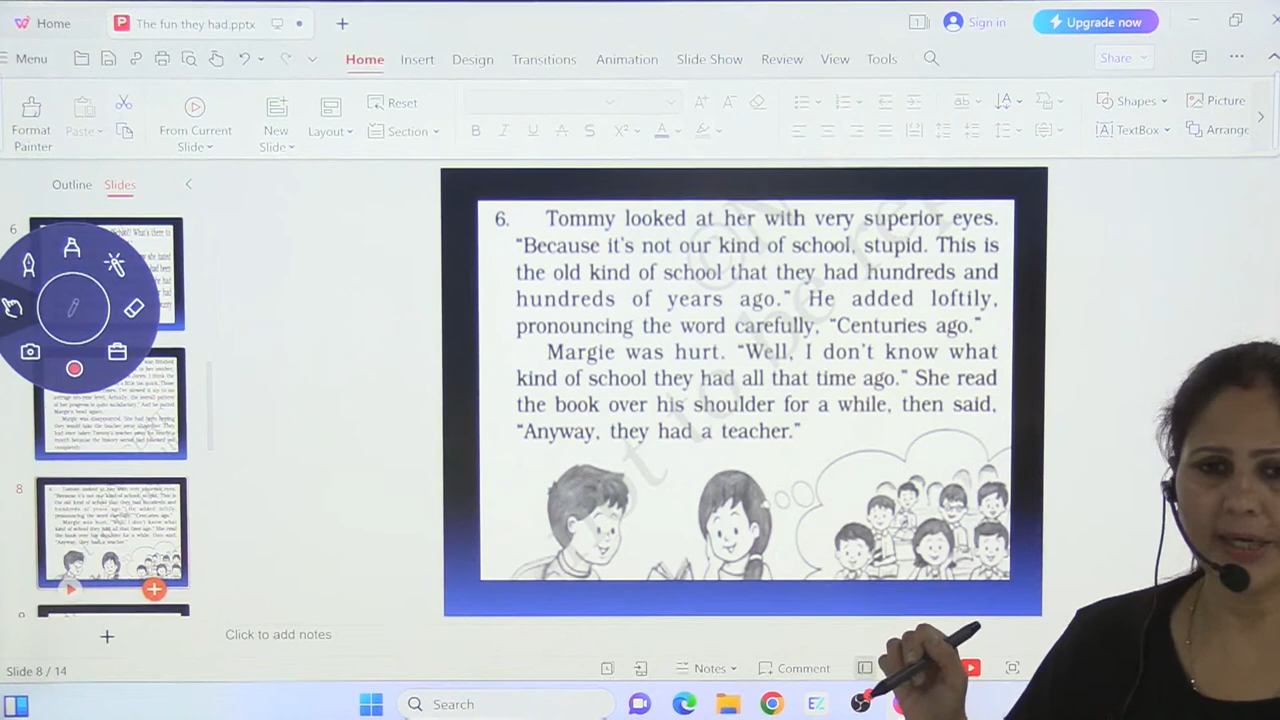 Home
The fun they had.pptx
Sign in
Upgrade now
Menu
Home
Insert
Design
Transitions
Animation
Slide Show
Review
View
Tools
Share
Format Painter
Paste
From Current Slide
New Slide
Layout
Reset
Section
Shapes
Picture
TextBox
Arrange
Outline
Slides
6
8
6. Tommy looked at her with very superior eyes.
“Because it’s not our kind of school, stupid. This is
the old kind of school that they had hundreds and
hundreds of years ago.” He added loftily,
pronouncing the word carefully, “Centuries ago.”
Margie was hurt. “Well, I don’t know what
kind of school they had all that time ago.” She read
the book over his shoulder for a while, then said,
“Anyway, they had a teacher.”
Click to add notes
Slide 8 / 14
Notes
Comment
Search